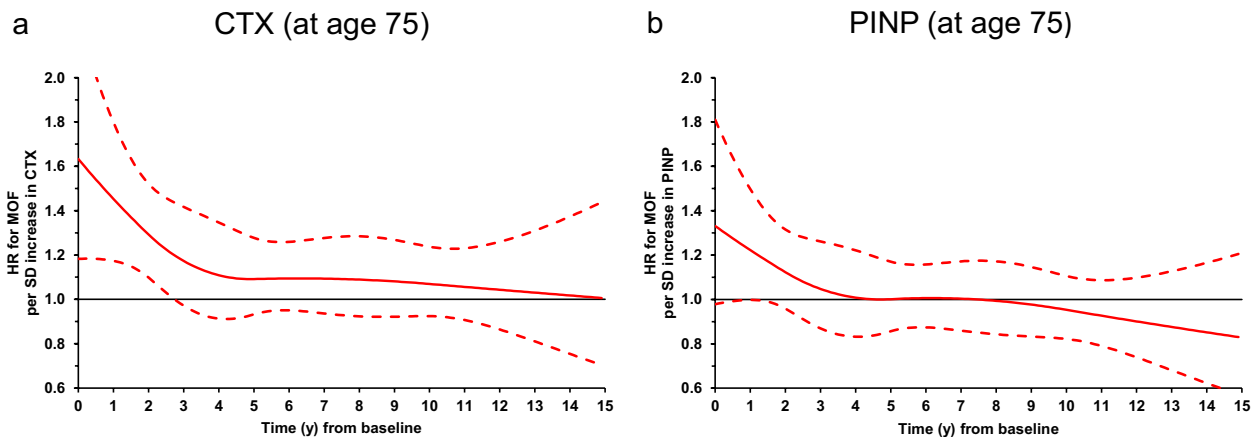 a
CTX (at age 75)
HR for MOF
per SD increase in CTX
2.0
1.8
1.6
1.4
1.2
1.0
0.8
0.6
0 1 2 3 4 5 6 7 8 9 10 11 12 13 14 15
Time (y) from baseline
b
PINP (at age 75)
HR for MOF
per SD increase in PINP
2.0
1.8
1.6
1.4
1.2
1.0
0.8
0.6
0 1 2 3 4 5 6 7 8 9 10 11 12 13 14 15
Time (y) from baseline